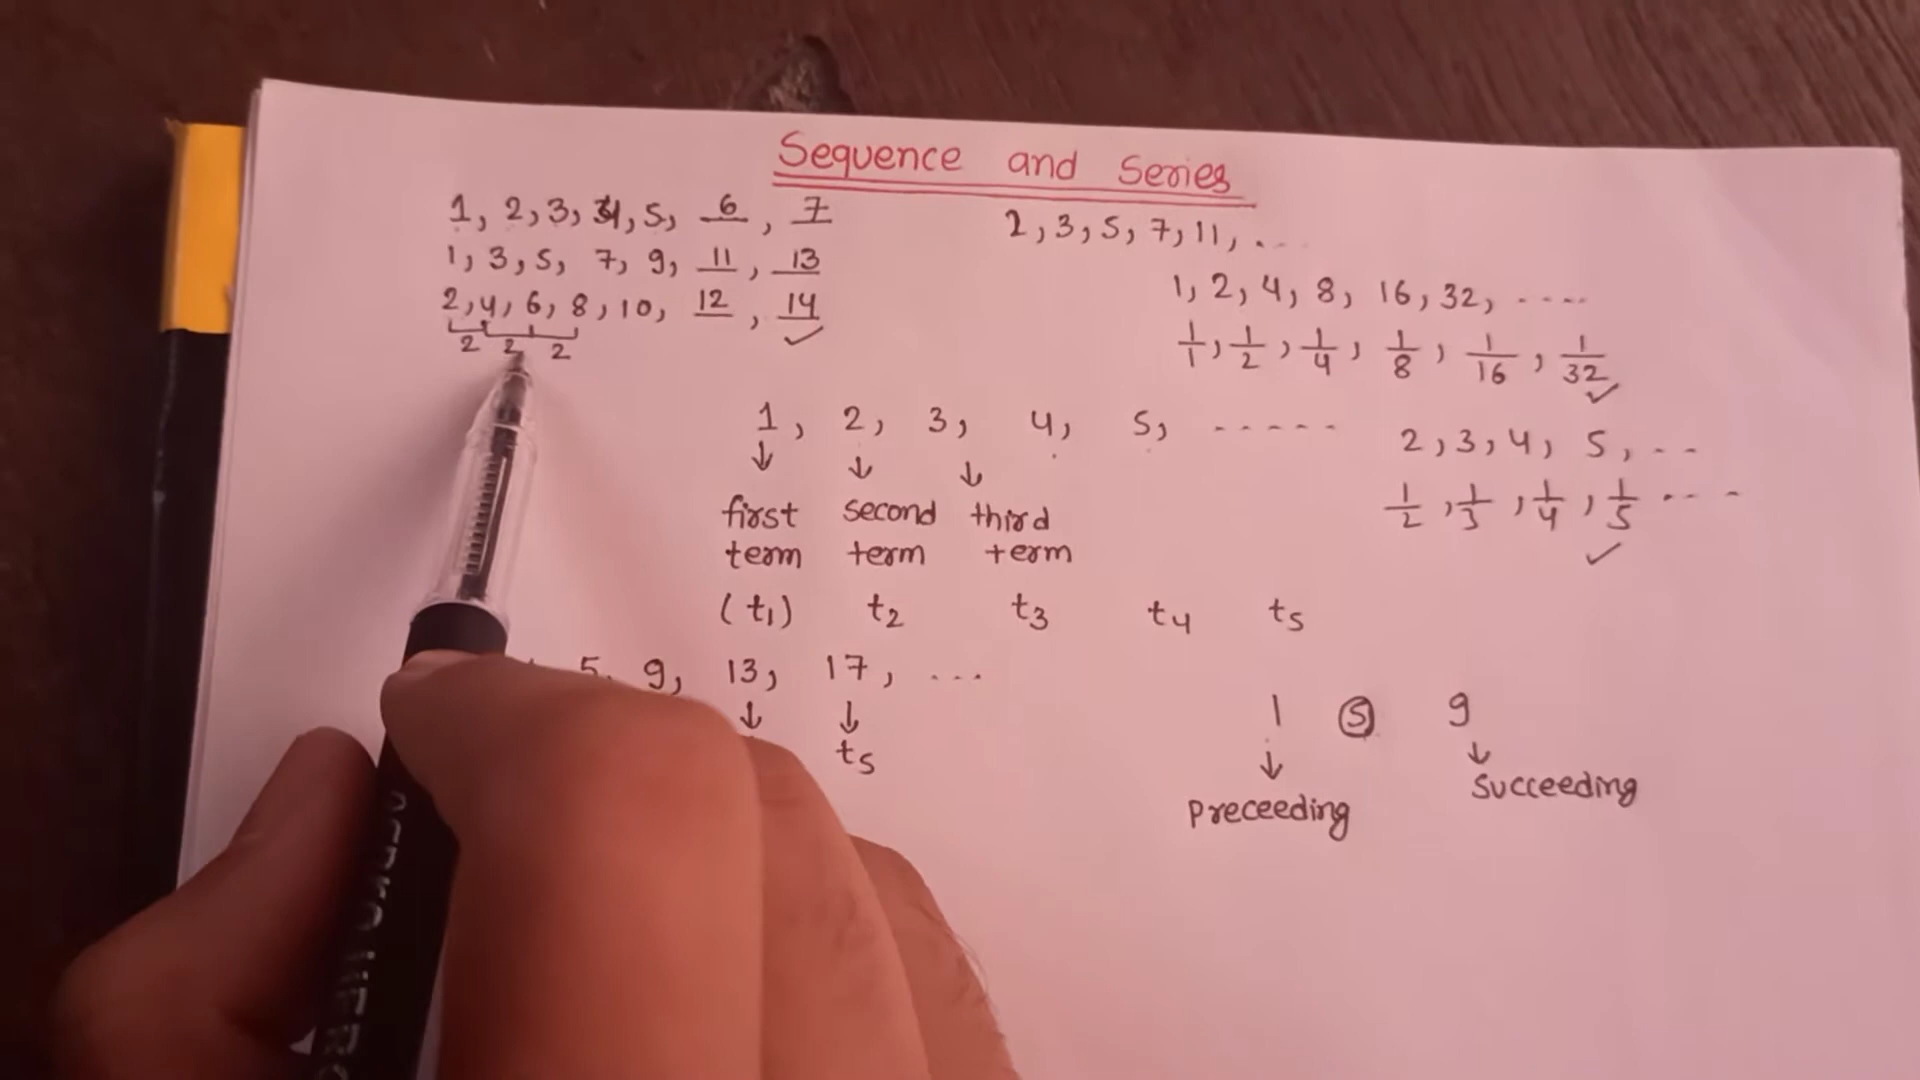 Sequence and Series
1, 2, 3, 4, 5, 6, 7
1, 3, 5, 7, 9, 11, 13
2, 4, 6, 8, 10, 12, 14 ✓
2 2 2
2, 3, 5, 7, 11, ...
1, 2, 4, 8, 16, 32, ....
1/1, 1/2, 1/4, 1/8, 1/16, 1/32 ✓
1, 2, 3, 4, 5, .....
↓ ↓ ↓
first second third
term term term
(t1) t2 t3 t4 t5
2, 3, 4, 5, ...
1/2, 1/3, 1/4, 1/5 .... ✓
5, 9, 13, 17, ...
↓ ↓
t5
1 5 9
↓ ↓
Preceeding Succeeding